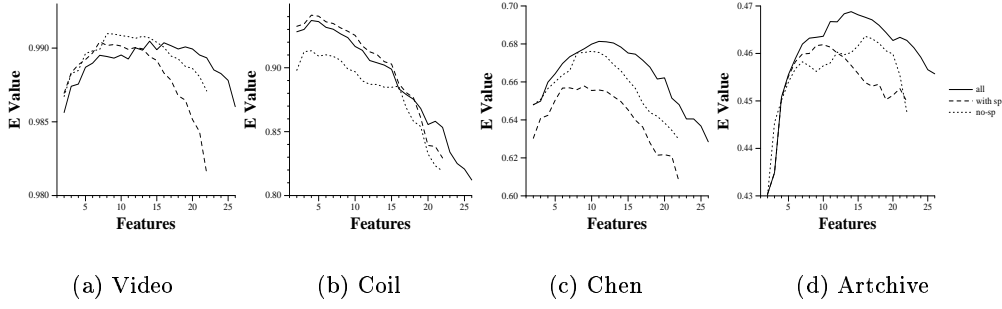 0.990
0.985
0.980
E Value
5 10 15 20 25
Features
(a) Video
0.90
0.80
E Value
5 10 15 20 25
Features
(b) Coil
0.70
0.68
0.66
0.64
0.62
0.60
E Value
5 10 15 20 25
Features
(c) Chen
0.47
0.46
0.45
0.44
0.43
E Value
5 10 15 20 25
Features
(d) Artchive
all
with sp
no-sp